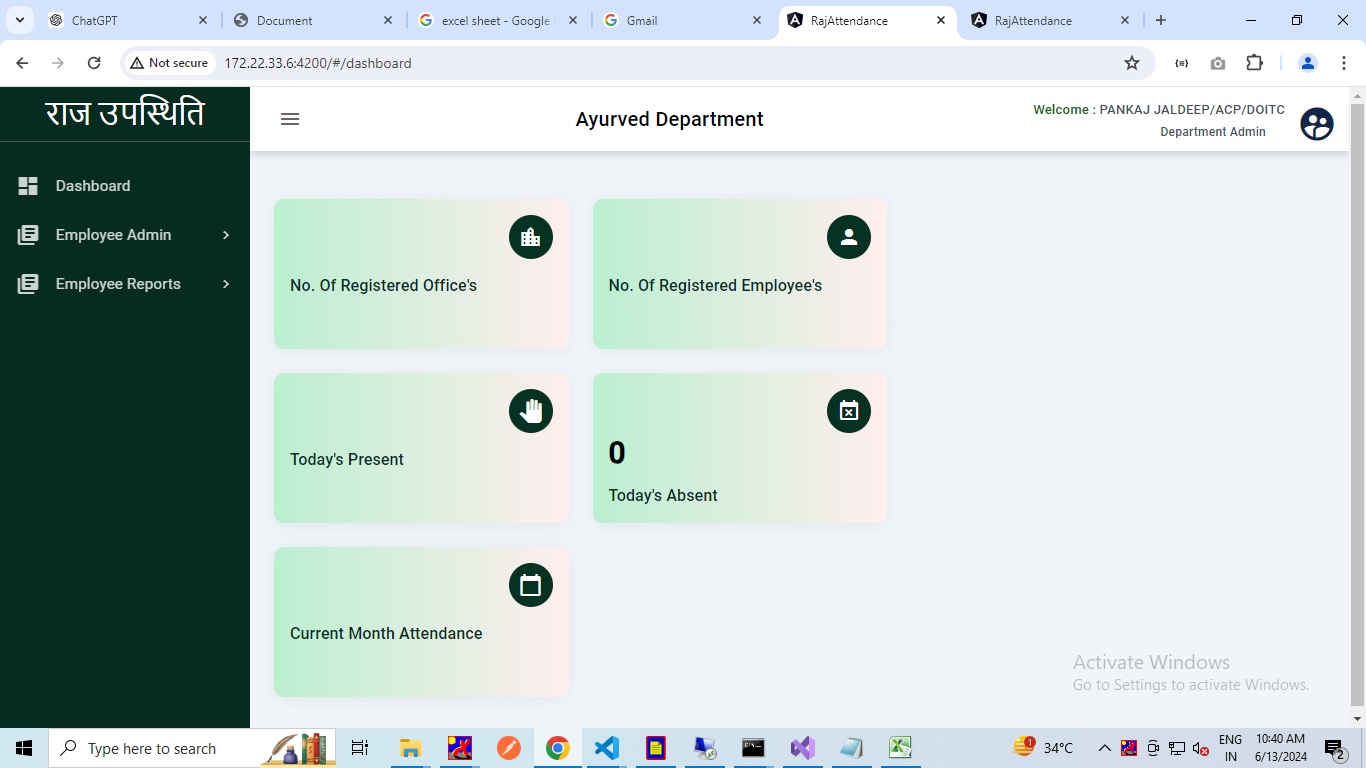 ChatGPT
Document
excel sheet - Google
Gmail
RajAttendance
RajAttendance
Not secure
172.22.33.6:4200/#/dashboard
राज उपस्थिति
Dashboard
Employee Admin
Employee Reports
Ayurved Department
Welcome : PANKAJ JALDEEP/ACP/DOITC
Department Admin
No. Of Registered Office's
No. Of Registered Employee's
Today's Present
0
Today's Absent
Current Month Attendance
Activate Windows
Go to Settings to activate Windows.
Type here to search
1
34°C
ENG
IN
10:40 AM
6/13/2024
2